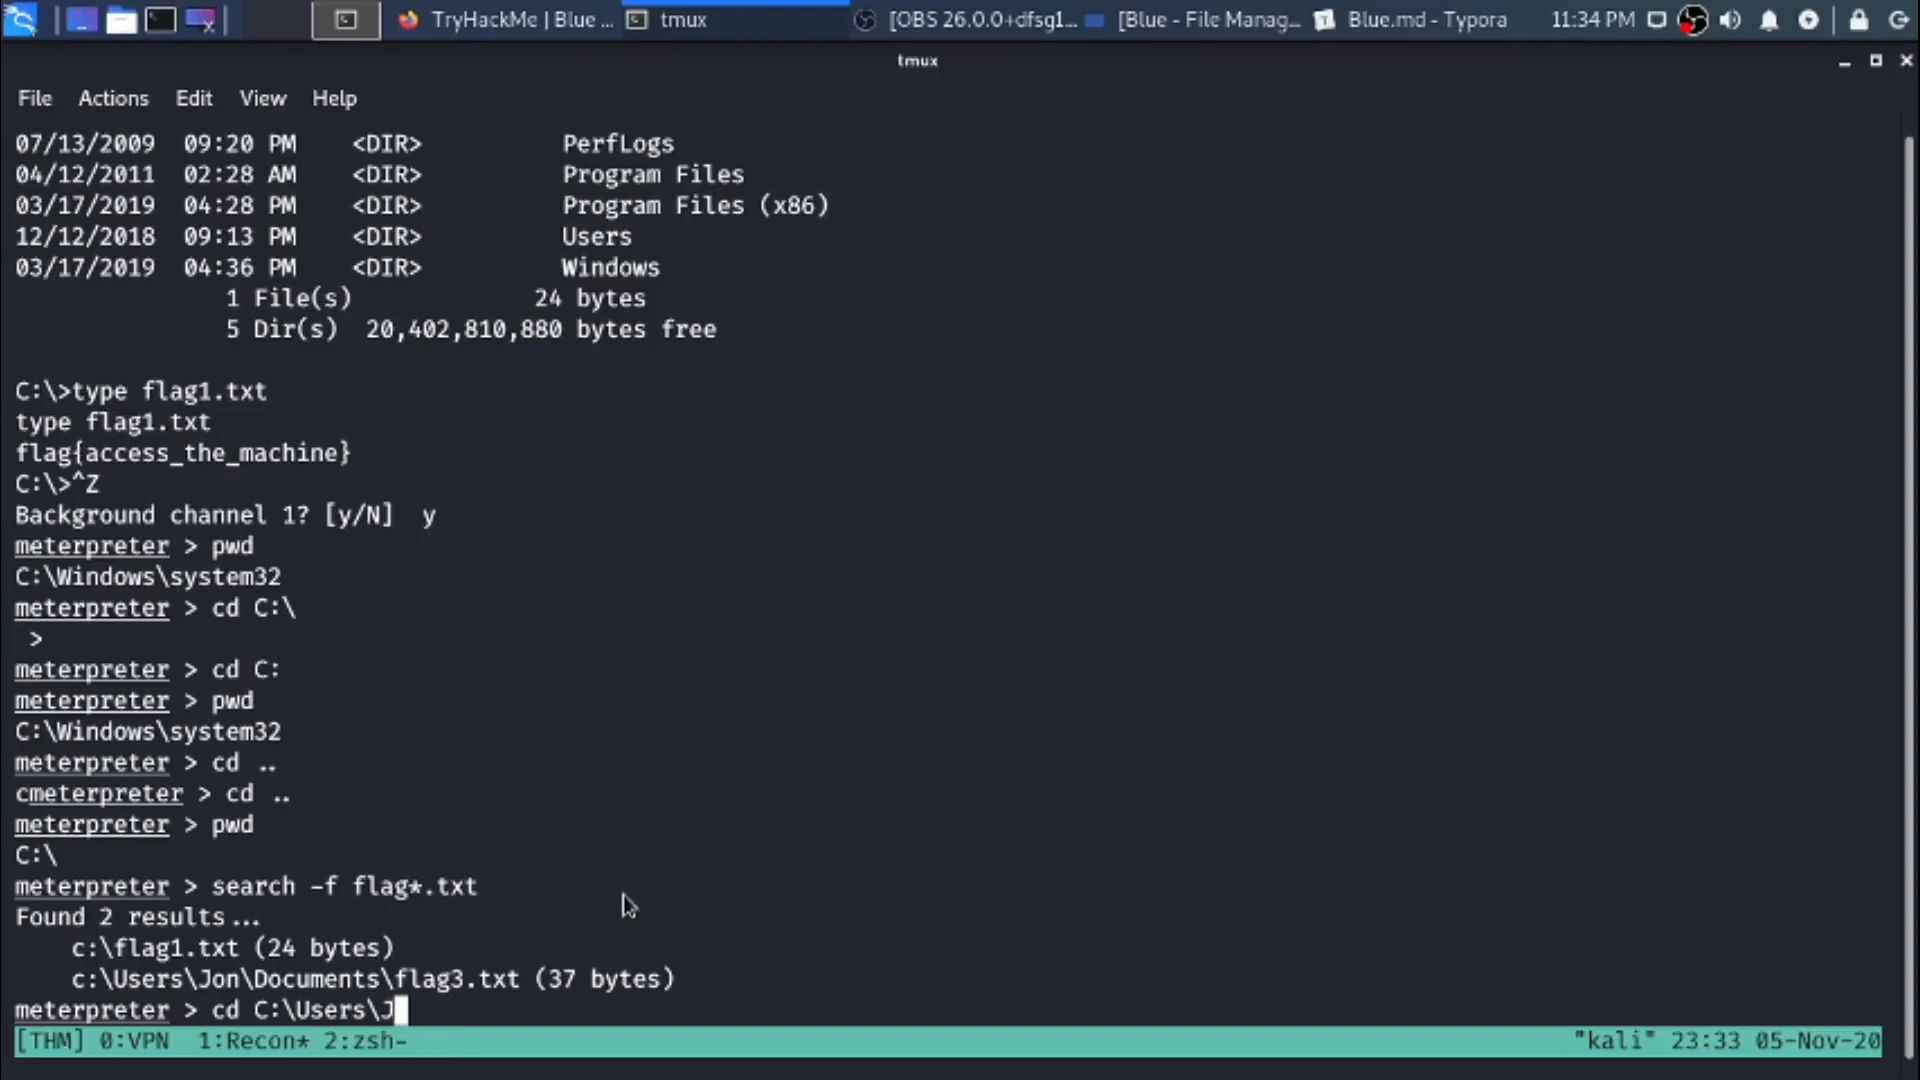 TryHackMe | Blue ...
tmux
[OBS 26.0.0+dfsg1...
[Blue - File Manag...
Blue.md - Typora
11:34 PM
tmux
File Actions Edit View Help
07/13/2009 09:20 PM <DIR> PerfLogs
04/12/2011 02:28 AM <DIR> Program Files
03/17/2019 04:28 PM <DIR> Program Files (x86)
12/12/2018 09:13 PM <DIR> Users
03/17/2019 04:36 PM <DIR> Windows
1 File(s) 24 bytes
5 Dir(s) 20,402,810,880 bytes free
C:\>type flag1.txt
type flag1.txt
flag{access_the_machine}
C:\>^Z
Background channel 1? [y/N] y
meterpreter > pwd
C:\Windows\system32
meterpreter > cd C:\
>
meterpreter > cd C:
meterpreter > pwd
C:\Windows\system32
meterpreter > cd ..
cmeterpreter > cd ..
meterpreter > pwd
C:\
meterpreter > search -f flag*.txt
Found 2 results...
c:\flag1.txt (24 bytes)
c:\Users\Jon\Documents\flag3.txt (37 bytes)
meterpreter > cd C:\Users\J
[THM] 0:VPN 1:Recon* 2:zsh- "kali" 23:33 05-Nov-20